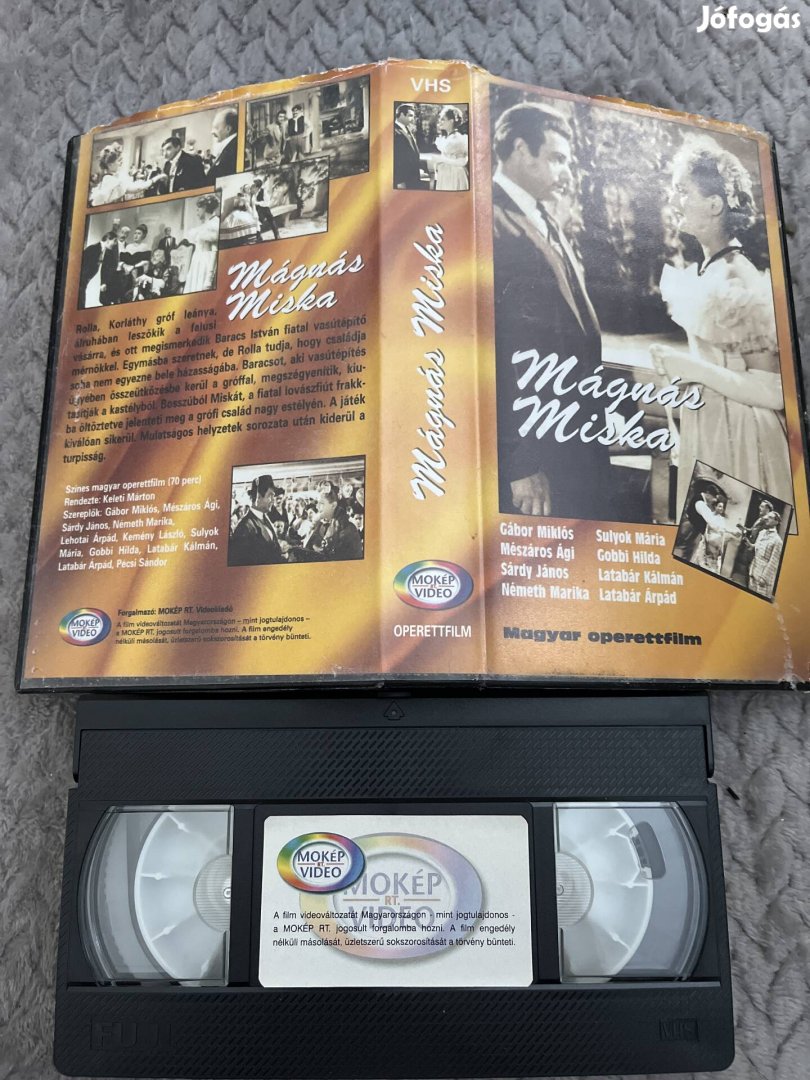 Jófogás
Mágnás
Miska
Rolla, Korláthy gróf leánya,
álruhában leszökik a falusi
vásárra, és ott megismerkedik Baracs István fiatal vasútépítő
mérnökkel. Egymásba szeretnek, de Rolla tudja, hogy családja
soha nem egyezne bele házasságába. Baracsot, aki vasútépítés
ügyében összeütközésbe kerül a gróffal, megszégyenítik, kiu-
tasítják a kastélyból. Bosszúból Miskát, a fiatal lovászfiút frakk-
ba öltöztetve jelenteti meg a grófi család nagy estélyén. A játék
kiválóan sikerül. Mulatságos helyzetek sorozata után kiderül a
turpisság.
Színes magyar operettfilm (70 perc)
Rendezte: Keleti Márton
Szereplők: Gábor Miklós, Mészáros Ági,
Sárdy János, Németh Marika,
Lehotai Árpád, Kemény László, Sulyok
Mária, Gobbi Hilda, Latabár Kálmán,
Latabár Árpád, Pécsi Sándor
MOKÉP
RT.
VIDEO
Forgalmazó: MOKÉP RT. Videokiadó
A film videováltozatát Magyarországon - mint jogtulajdonos -
a MOKÉP RT. jogosult forgalomba hozni. A film engedély
nélküli másolását, üzletszerű sokszorosítását a törvény bünteti.
VHS
Mágnás Miska
MOKÉP
RT.
VIDEO
OPERETTFILM
Mágnás
Miska
Gábor Miklós
Mészáros Ági
Sárdy János
Németh Marika
Sulyok Mária
Gobbi Hilda
Latabár Kálmán
Latabár Árpád
Magyar operettfilm
MOKÉP
RT.
VIDEO
MOKÉP
RT.
VIDEO
A film videováltozatát Magyarországon - mint jogtulajdonos -
a MOKÉP RT. jogosult forgalomba hozni. A film engedély
nélküli másolását, üzletszerű sokszorosítását a törvény bünteti.
FUJI
VHS